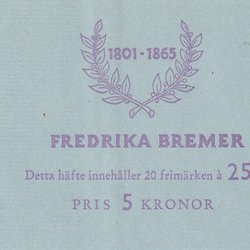 1801-1865
FREDRIKA BREMER
Detta häfte innehåller 20 frimärken à 25
PRIS 5 KRONOR